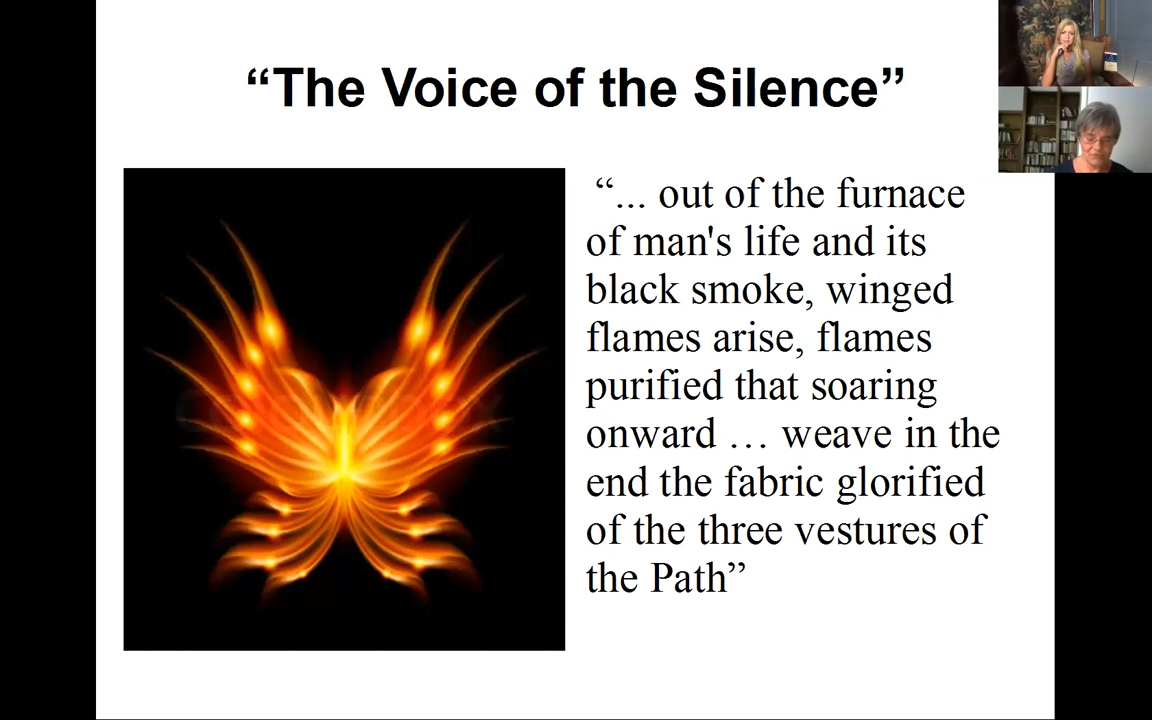 “The Voice of the Silence”
“... out of the furnace
of man's life and its
black smoke, winged
flames arise, flames
purified that soaring
onward … weave in the
end the fabric glorified
of the three vestures of
the Path”